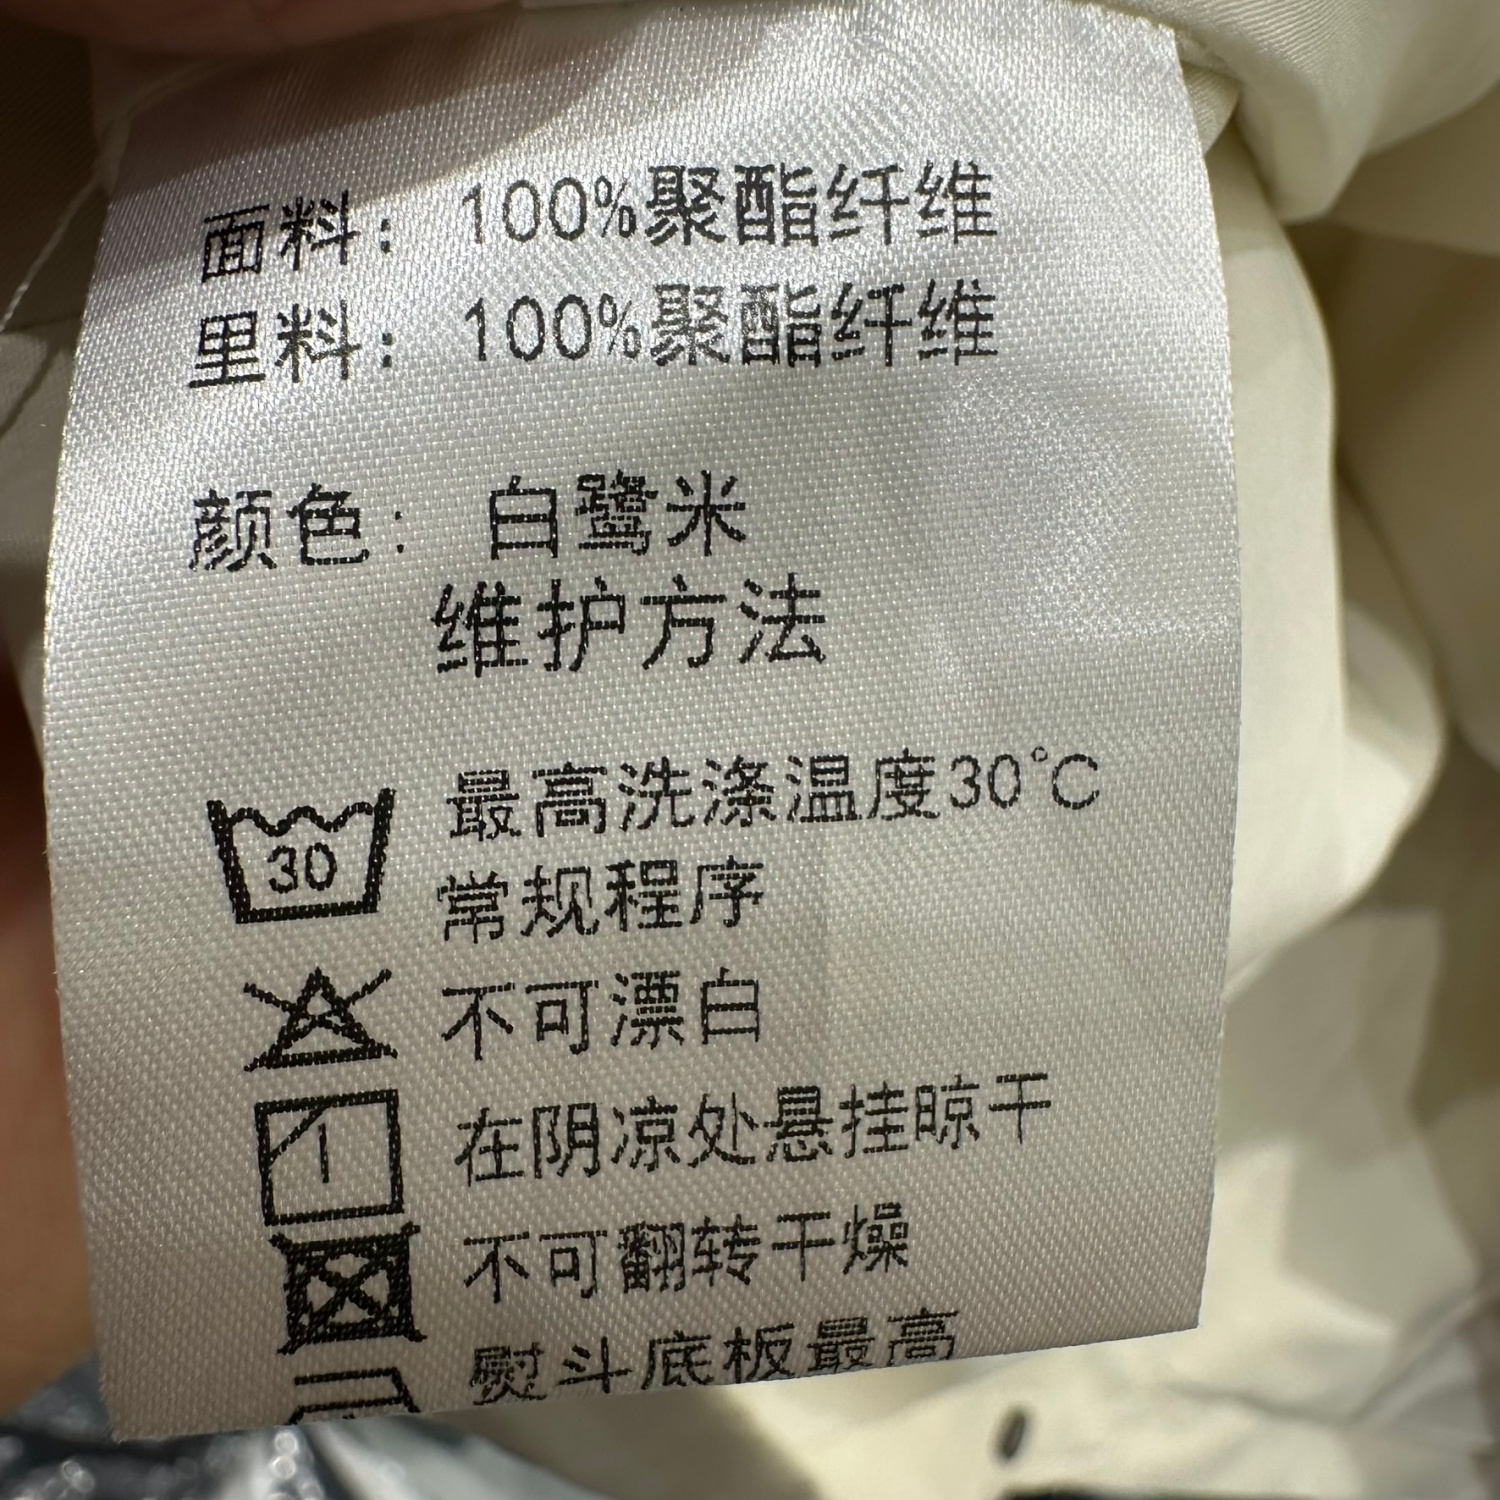 面料： 100%聚酯纤维
里料： 100%聚酯纤维
颜色： 白鹭米
维护方法
30
最高洗涤温度30℃
常规程序
不可漂白
在阴凉处悬挂晾干
不可翻转干燥
熨斗底板最高